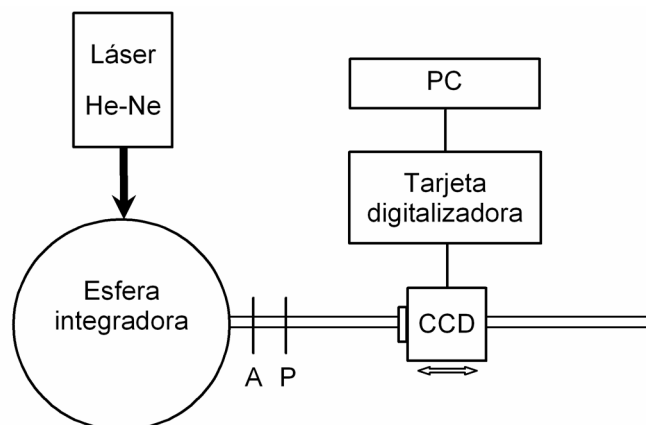 Láser
He-Ne
PC
Tarjeta
digitalizadora
Esfera
integradora
CCD
A P